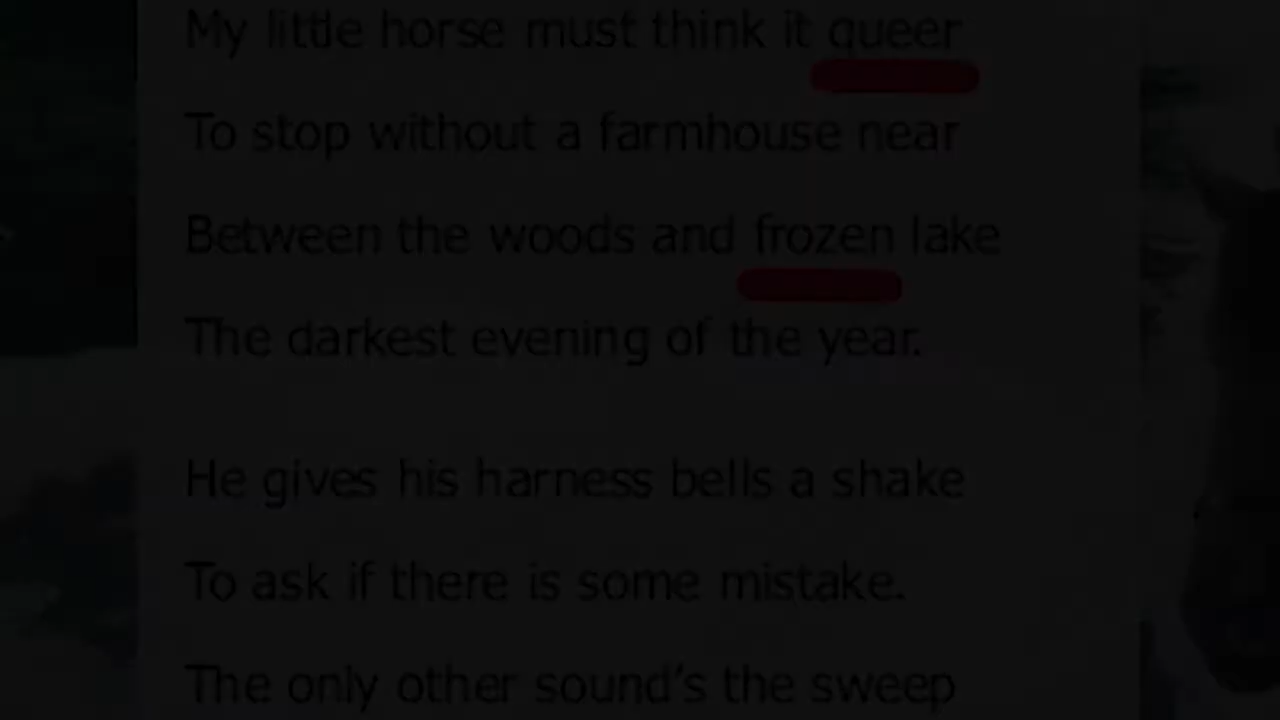 My little horse must think it queer
To stop without a farmhouse near
Between the woods and frozen lake
The darkest evening of the year.
He gives his harness bells a shake
To ask if there is some mistake.
The only other sound's the sweep